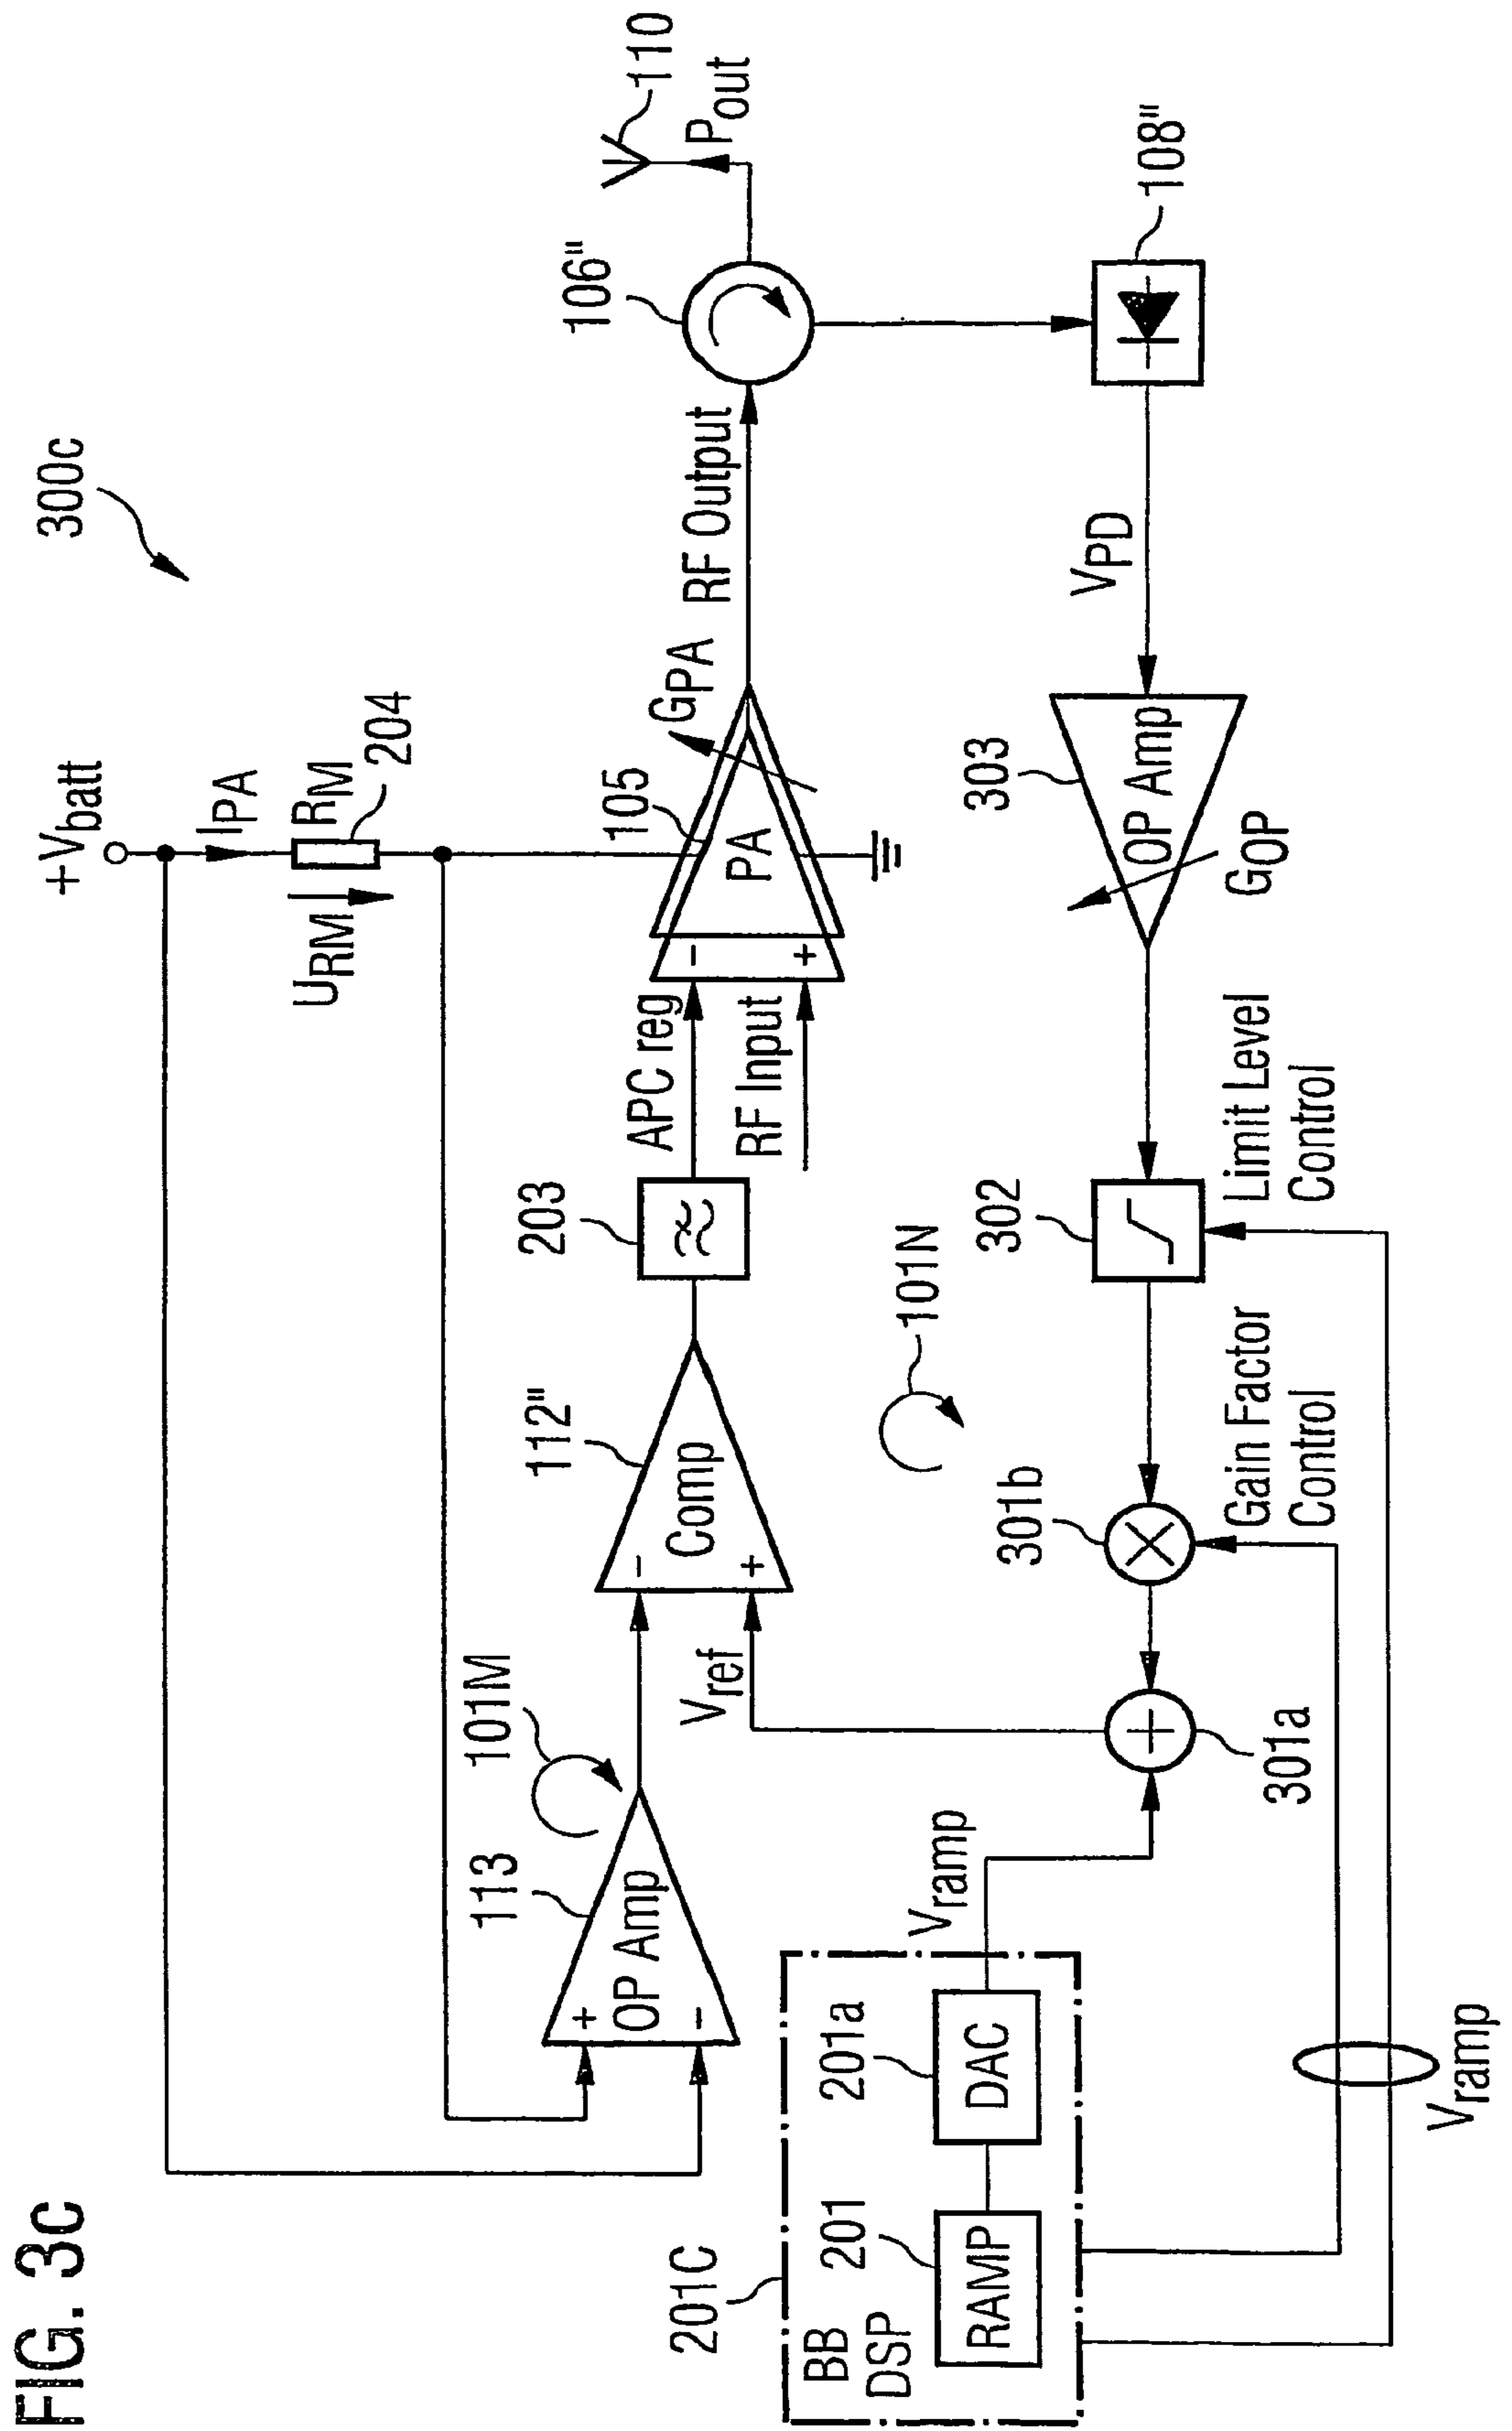 FIG. 3c
300c
+Vbatt
IPA
URM
RM
204
113
OP Amp
+
-
101M
112"
Comp
-
+
Vref
203
APC reg
RF Input
105
PA
-
+
GPA
RF Output
106"
110
Pout
108"
VPD
303
OP Amp
GOP
302
Limit Level
Control
101N
301b
Gain Factor
Control
301a
Vramp
201C
BB
DSP
201
RAMP
201a
DAC
Vramp